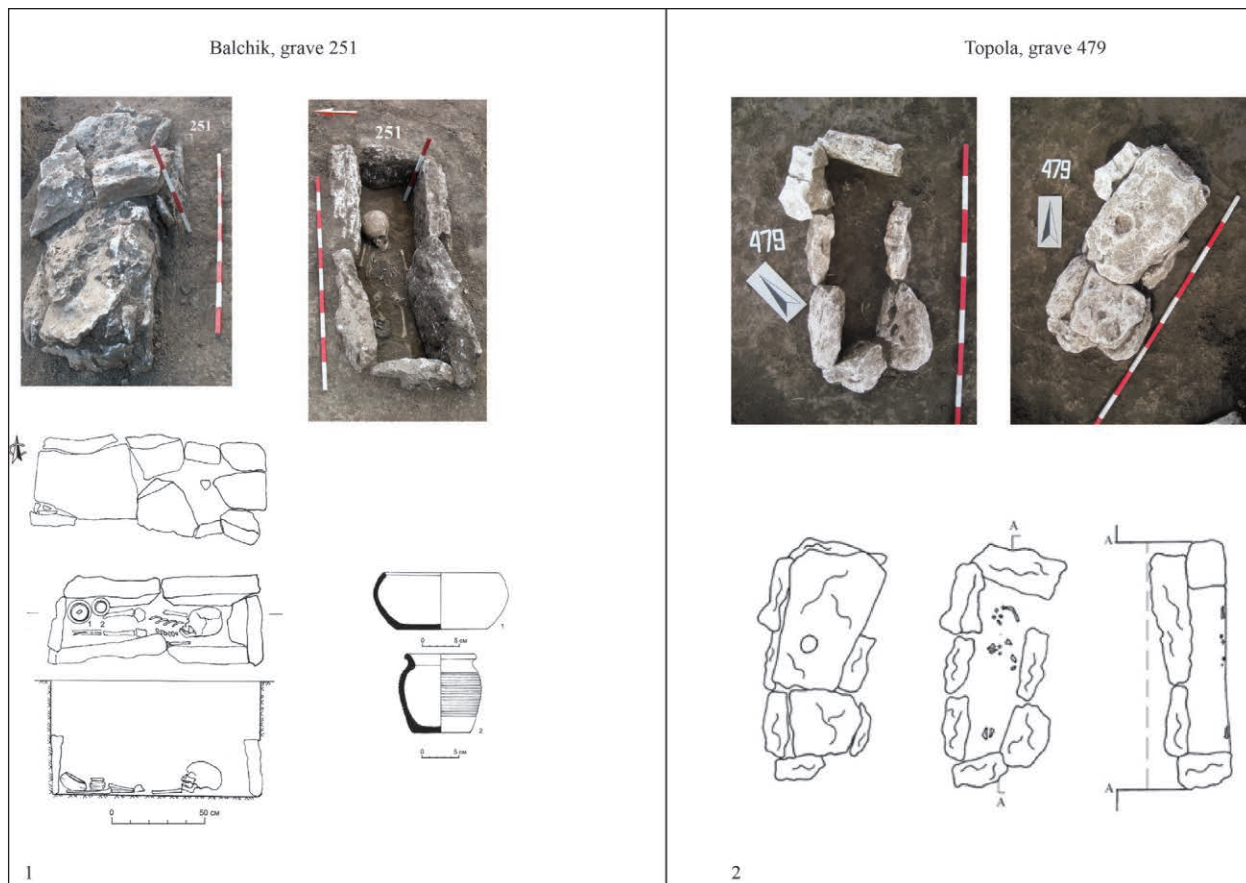 Balchik, grave 251
251
251
1 2
1
0 5 СМ
2
0 5 СМ
0 50 СМ
1
Topola, grave 479
479
479
A
A
A
A
2